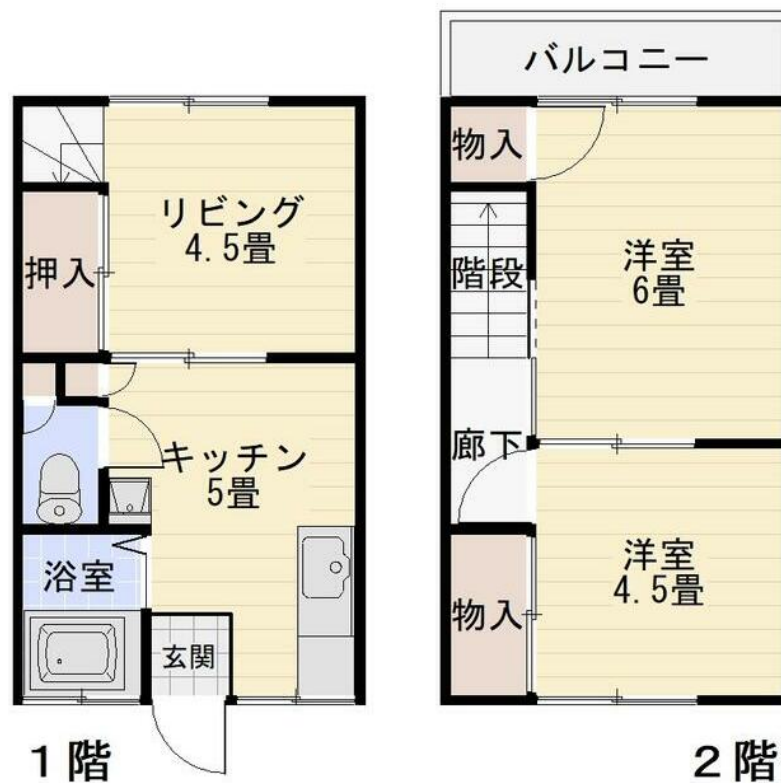 リビング
4.5畳
押入
キッチン
5畳
浴室
玄関
1階
バルコニー
物入
階段
洋室
6畳
廊下
洋室
4.5畳
物入
2階